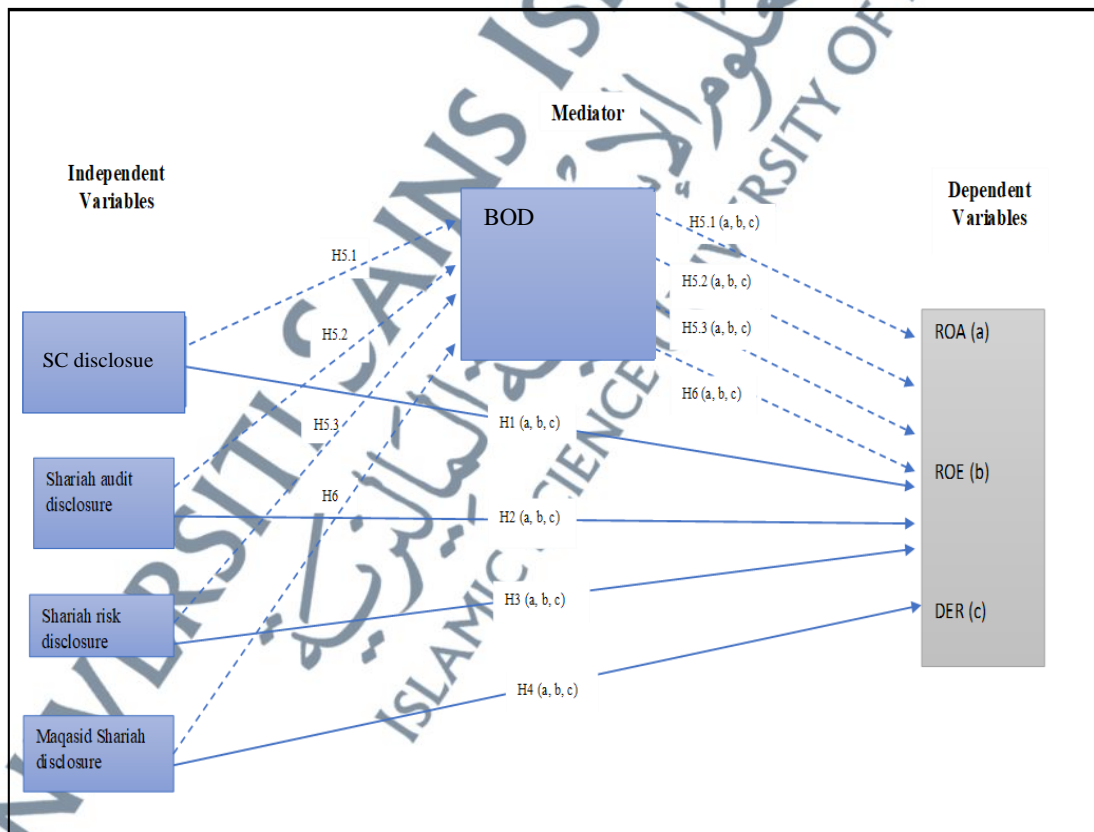 Mediator
Independent
Variables
Dependent
Variables
BOD
H5.1 (a, b, c)
H5.1
H5.2 (a, b, c)
H5.3 (a, b, c)
ROA (a)
H5.2
SC disclosue
H6 (a, b, c)
H5.3
H1 (a, b, c)
Shariah audit
disclosure
ROE (b)
H6
H2 (a, b, c)
Shariah risk
disclosure
H3 (a, b, c)
DER (c)
H4 (a, b, c)
Maqasid Shariah
disclosure
NIVERSITI SAINS ISL
ISLAMIC SCIENCE UNIVERSITY OF